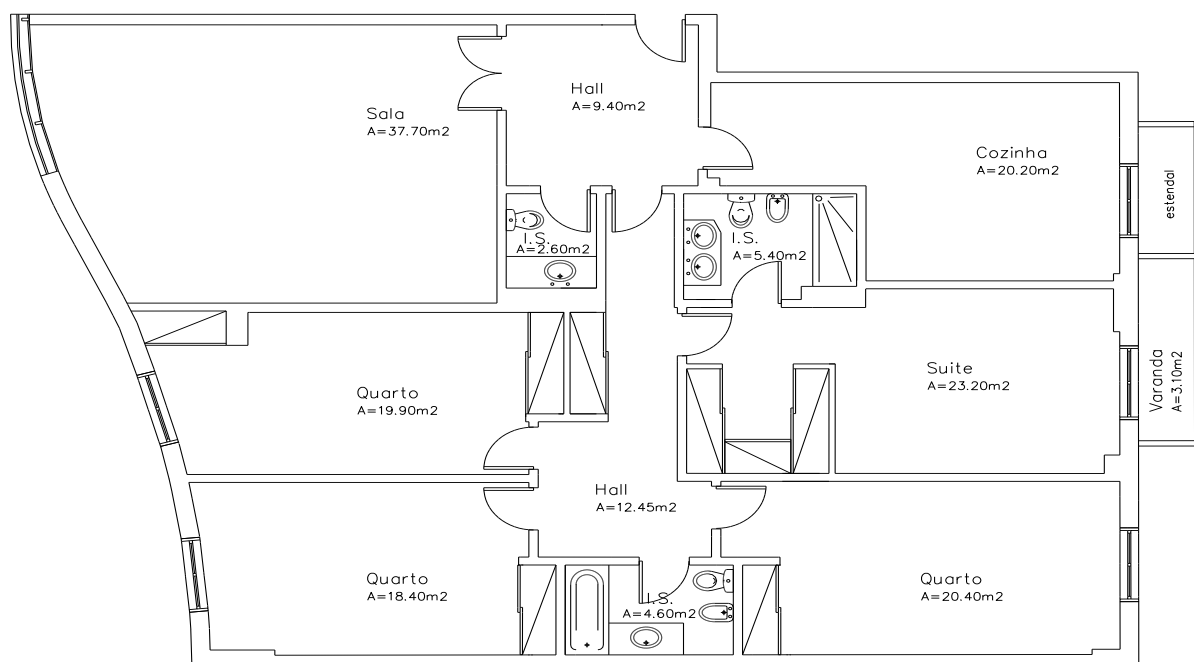 Hall
A=9.40m2
Sala
A=37.70m2
Cozinha
A=20.20m2
estendal
I.S.
A=2.60m2
I.S.
A=5.40m2
Suite
A=23.20m2
Varanda
A=3.10m2
Quarto
A=19.90m2
Hall
A=12.45m2
Quarto
A=18.40m2
I.S.
A=4.60m2
Quarto
A=20.40m2